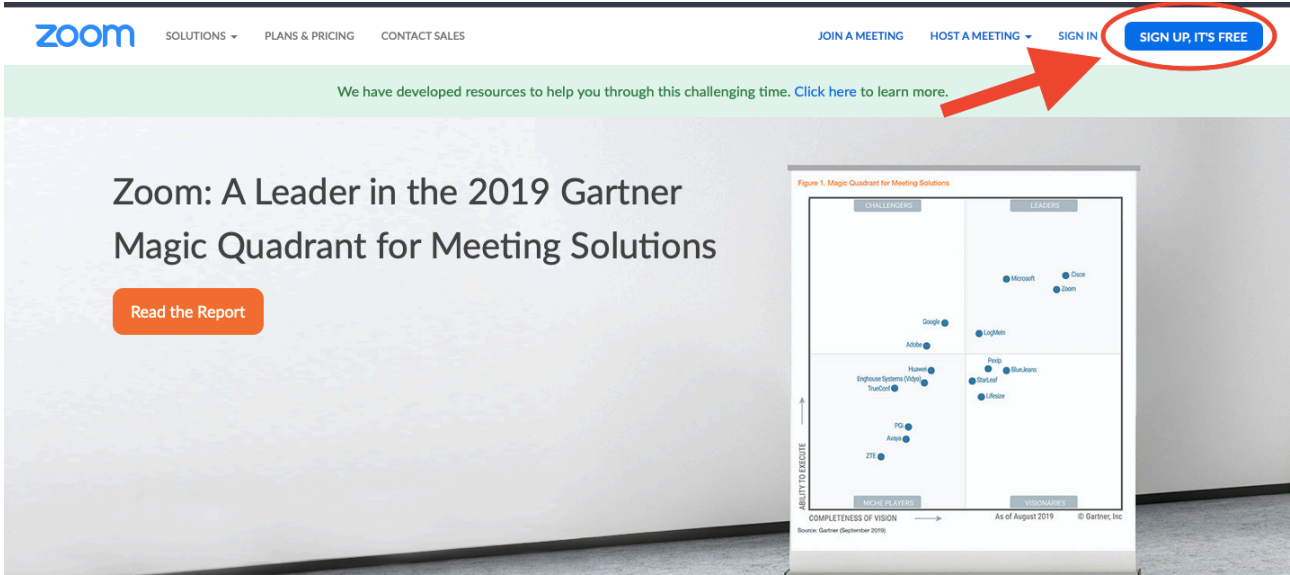 zoom
SOLUTIONS
PLANS & PRICING
CONTACT SALES
JOIN A MEETING
HOST A MEETING
SIGN IN
SIGN UP, IT'S FREE
We have developed resources to help you through this challenging time. Click here to learn more.
Zoom: A Leader in the 2019 Gartner
Magic Quadrant for Meeting Solutions
Read the Report
Figure 1. Magic Quadrant for Meeting Solutions
CHALLENGERS
LEADERS
Microsoft
Cisco
Zoom
Google
LogMeIn
Adobe
Pexip
Huawei
BlueJeans
Enghouse Systems (Vidyo)
StarLeaf
TrueConf
Lifesize
PGi
Avaya
ZTE
ABILITY TO EXECUTE
NICHE PLAYERS
VISIONARIES
COMPLETENESS OF VISION
As of August 2019
© Gartner, Inc
Source: Gartner (September 2019)